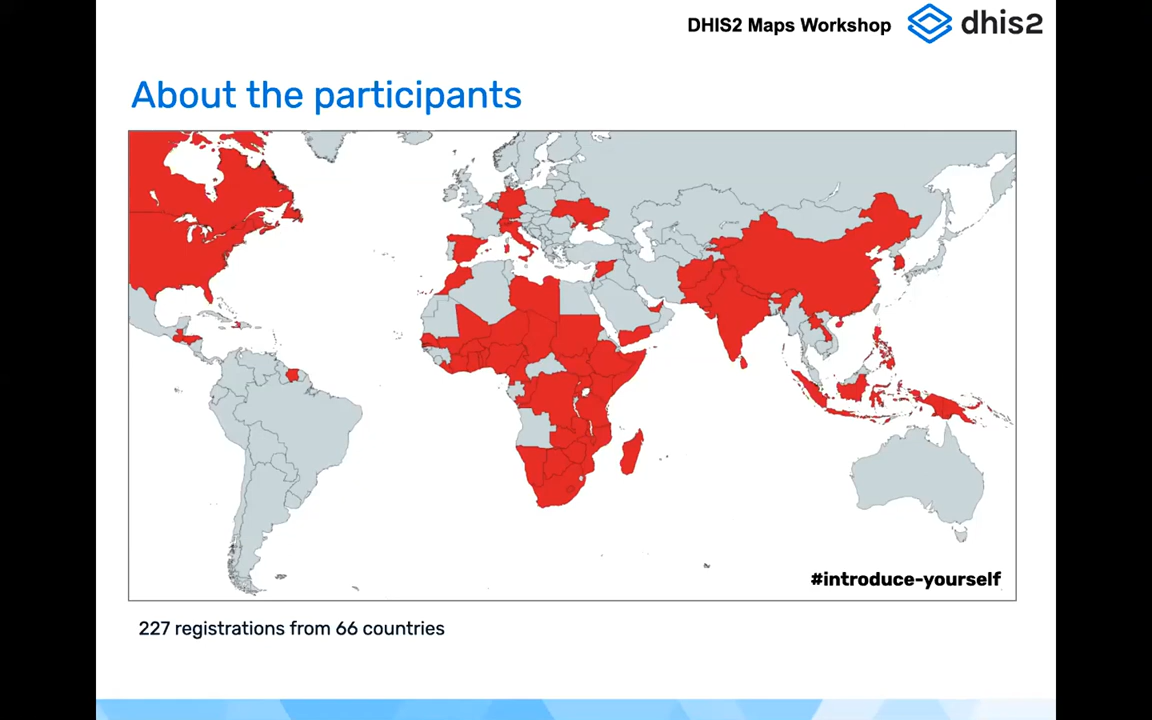 DHIS2 Maps Workshop
dhis2
About the participants
#introduce-yourself
227 registrations from 66 countries